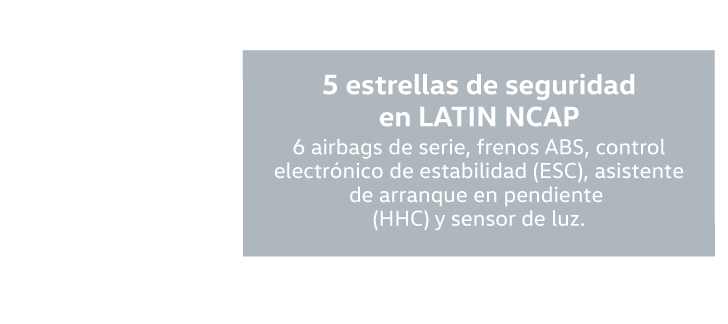 5 estrellas de seguridad
en LATIN NCAP
6 airbags de serie, frenos ABS, control
electrónico de estabilidad (ESC), asistente
de arranque en pendiente
(HHC) y sensor de luz.